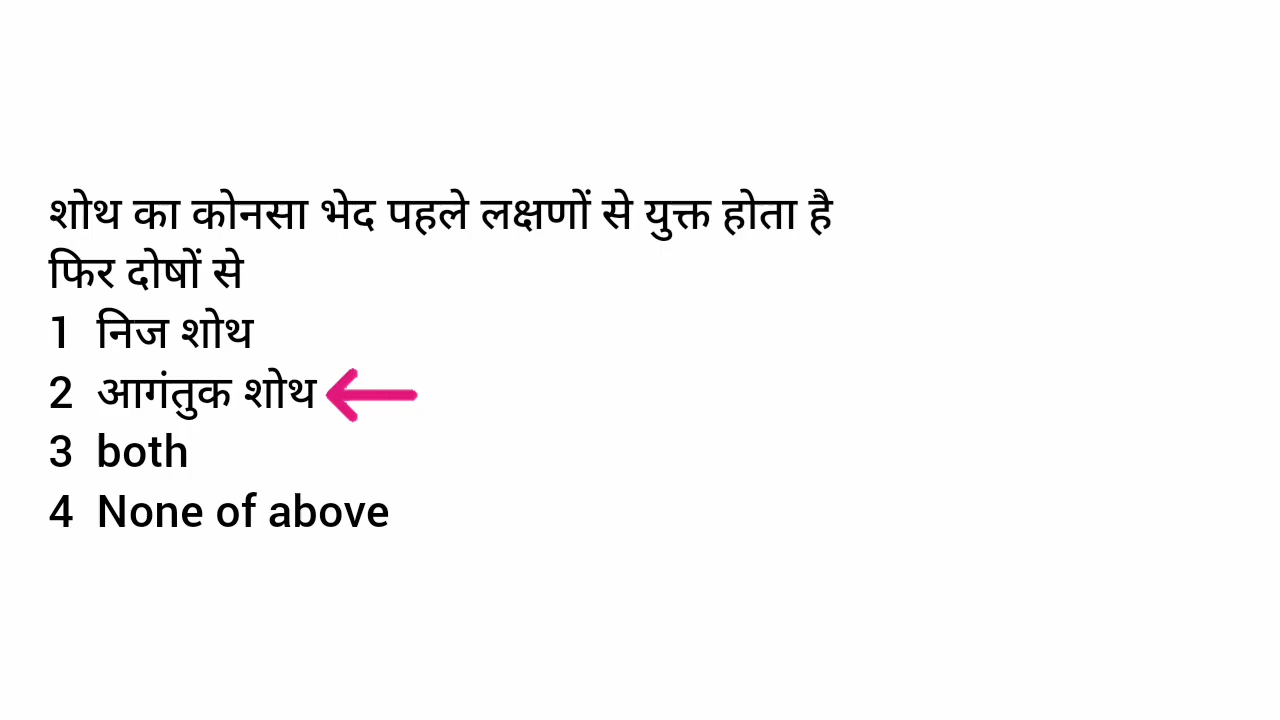 शोथ का कोनसा भेद पहले लक्षणों से युक्त होता है
फिर दोषों से
1 निज शोथ
2 आगंतुक शोथ
3 both
4 None of above